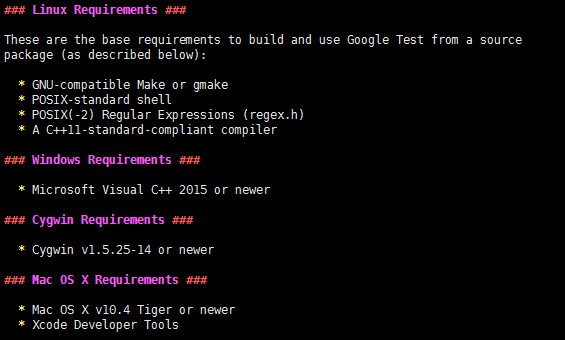 ### Linux Requirements ###
These are the base requirements to build and use Google Test from a source
package (as described below):
* GNU-compatible Make or gmake
* POSIX-standard shell
* POSIX(-2) Regular Expressions (regex.h)
* A C++11-standard-compliant compiler
### Windows Requirements ###
* Microsoft Visual C++ 2015 or newer
### Cygwin Requirements ###
* Cygwin v1.5.25-14 or newer
### Mac OS X Requirements ###
* Mac OS X v10.4 Tiger or newer
* Xcode Developer Tools